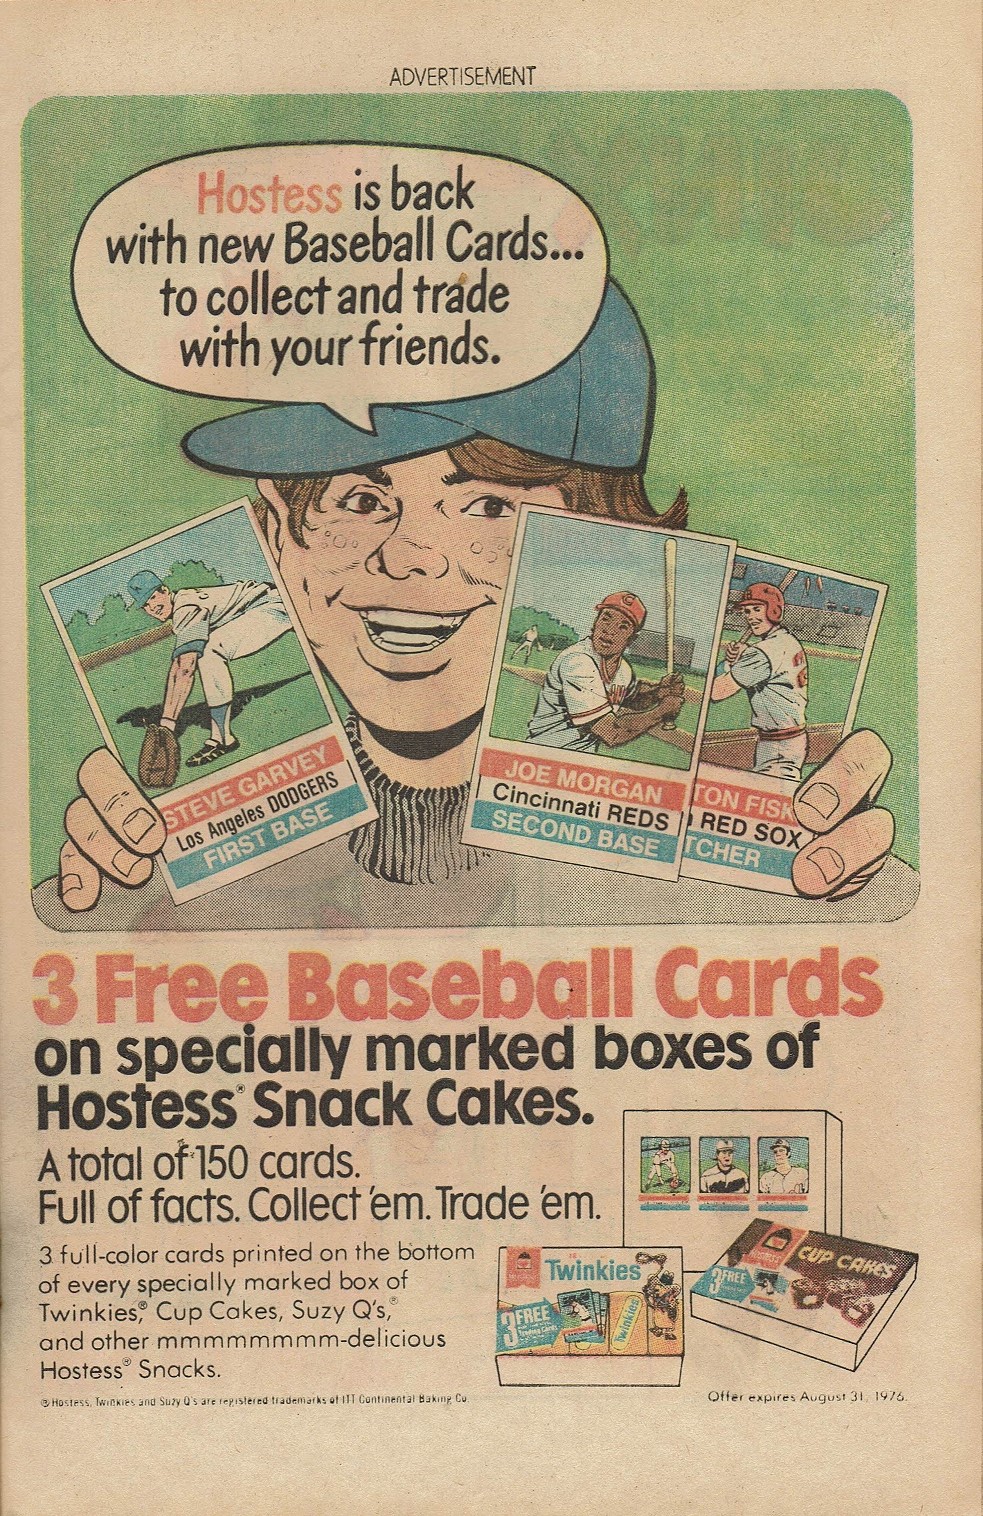 ADVERTISEMENT
Hostess is back
with new Baseball Cards...
to collect and trade
with your friends.
STEVE GARVEY
Los Angeles DODGERS
FIRST BASE
JOE MORGAN
Cincinnati REDS
SECOND BASE
TON FISK
RED SOX
TCHER
3 Free Baseball Cards
on specially marked boxes of
Hostess® Snack Cakes.
A total of 150 cards.
Full of facts. Collect 'em. Trade 'em.
3 full-color cards printed on the bottom
of every specially marked box of
Twinkies,® Cup Cakes, Suzy Q's,®
and other mmmmmmmm-delicious
Hostess® Snacks.
Twinkies
3 FREE
Twinkies
CUP CAKES
3 FREE
® Hostess, Twinkies and Suzy Q's are registered trademarks of ITT Continental Baking Co.
Offer expires August 31, 1976.